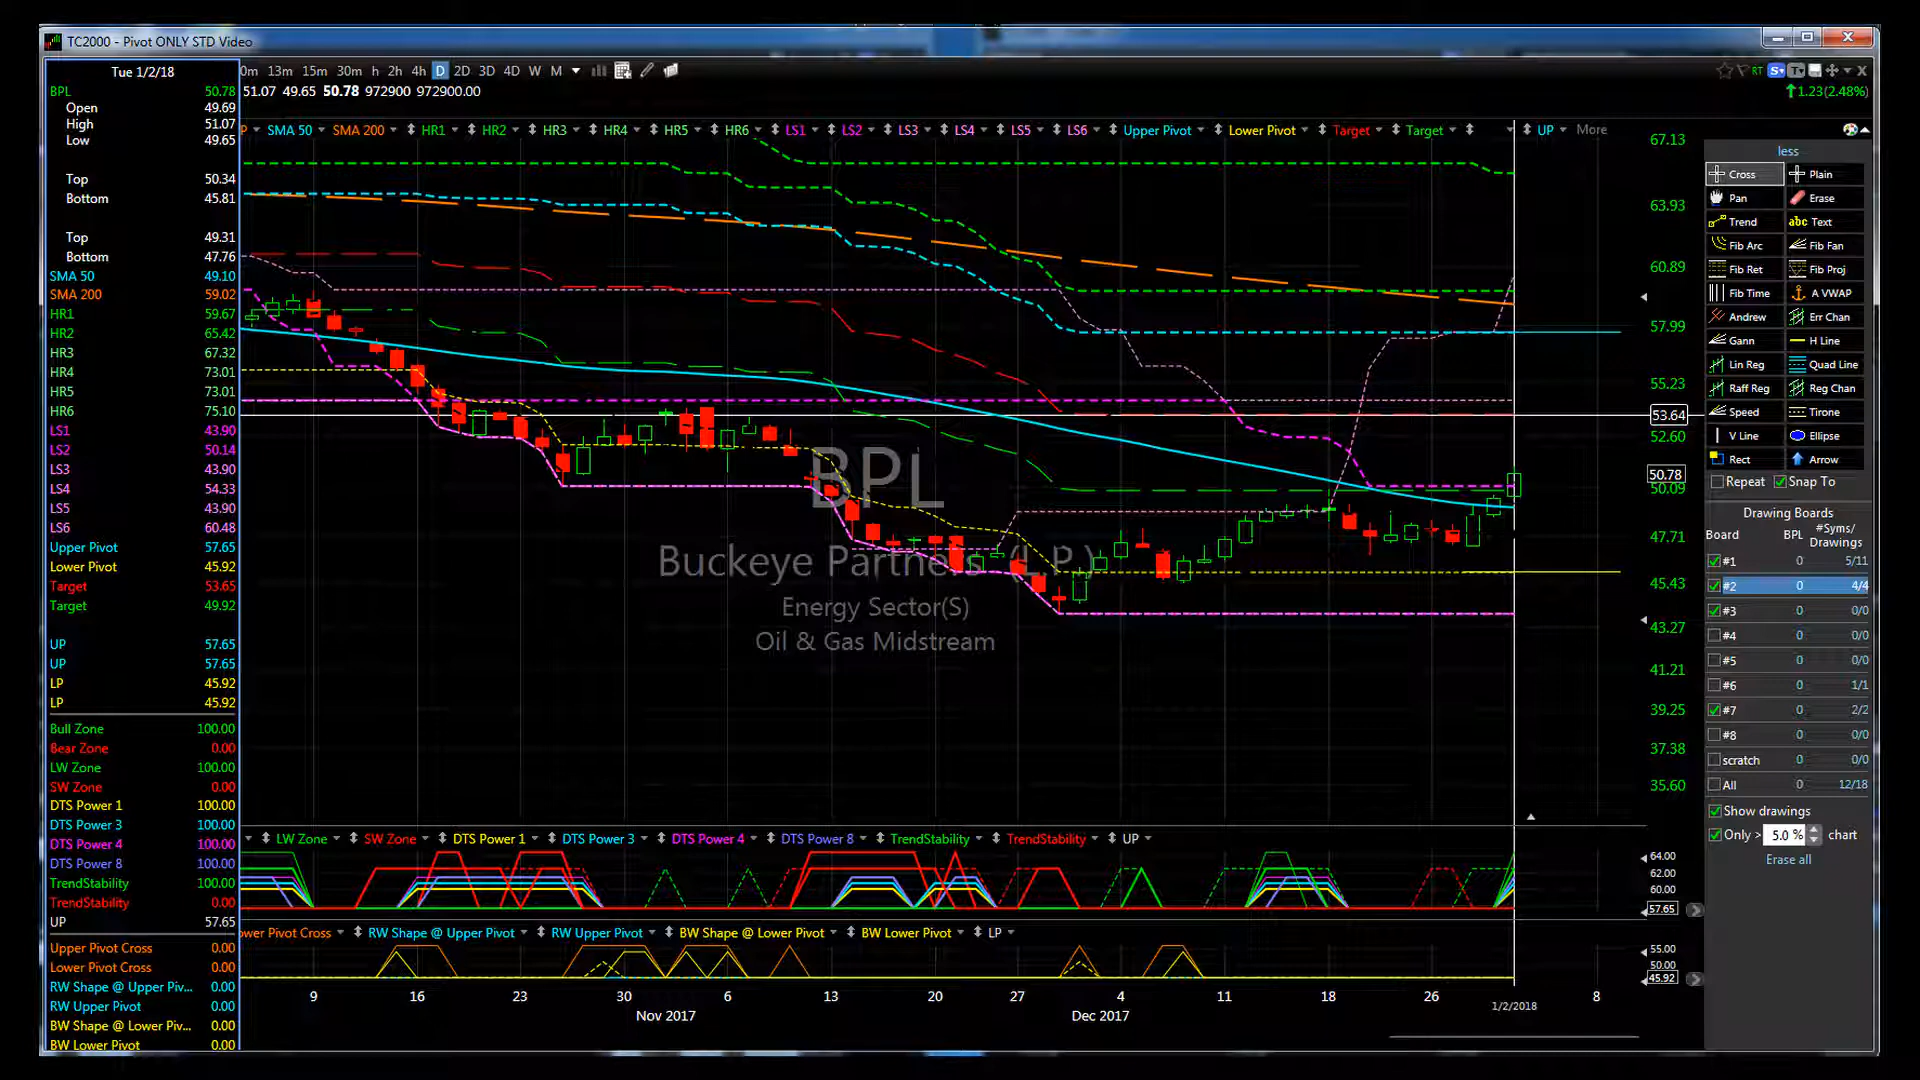 TC2000 - Pivot ONLY STD Video
Tue 1/2/18
0m 13m 15m 30m h 2h 4h D 2D 3D 4D W M
RT S T X
BPL 50.78
51.07 49.65 50.78 972900 972900.00
1.23(2.48%)
Open 49.69
High 51.07
Low 49.65
Top 50.34
Bottom 45.81
Top 49.31
Bottom 47.76
SMA 50 49.10
SMA 200 59.02
HR1 59.67
HR2 65.42
HR3 67.32
HR4 73.01
HR5 73.01
HR6 75.10
LS1 43.90
LS2 50.14
LS3 43.90
LS4 54.33
LS5 43.90
LS6 60.48
Upper Pivot 57.65
Lower Pivot 45.92
Target 53.65
Target 49.92
UP 57.65
UP 57.65
LP 45.92
LP 45.92
Bull Zone 100.00
Bear Zone 0.00
LW Zone 100.00
SW Zone 0.00
DTS Power 1 100.00
DTS Power 3 100.00
DTS Power 4 100.00
DTS Power 8 100.00
TrendStability 100.00
TrendStability 0.00
UP 57.65
Upper Pivot Cross 0.00
Lower Pivot Cross 0.00
RW Shape @ Upper Piv... 0.00
RW Upper Pivot 0.00
BW Shape @ Lower Piv... 0.00
BW Lower Pivot 0.00
P SMA 50 SMA 200 HR1 HR2 HR3 HR4 HR5 HR6 LS1 LS2 LS3 LS4 LS5 LS6 Upper Pivot Lower Pivot Target Target UP More
BPL
Buckeye Partners (L.P.)
Energy Sector(S)
Oil & Gas Midstream
67.13
63.93
60.89
57.99
55.23
53.64
52.60
50.78
50.09
47.71
45.43
43.27
41.21
39.25
37.38
35.60
LW Zone SW Zone DTS Power 1 DTS Power 3 DTS Power 4 DTS Power 8 TrendStability TrendStability UP
64.00
62.00
60.00
57.65
ower Pivot Cross RW Shape @ Upper Pivot RW Upper Pivot BW Shape @ Lower Pivot BW Lower Pivot LP
55.00
50.00
45.92
9 16 23 30 6 13 20 27 4 11 18 26 1/2/2018 8
Nov 2017 Dec 2017
less
Cross Plain
Pan Erase
Trend abc Text
Fib Arc Fib Fan
Fib Ret Fib Proj
Fib Time A VWAP
Andrew Err Chan
Gann H Line
Lin Reg Quad Line
Raff Reg Reg Chan
Speed Tirone
V Line Ellipse
Rect Arrow
Repeat Snap To
Drawing Boards
Board BPL #Syms/
Drawings
#1 0 5/11
#2 0 4/4
#3 0 0/0
#4 0 0/0
#5 0 0/0
#6 0 1/1
#7 0 2/2
#8 0 0/0
scratch 0 0/0
All 0 12/18
Show drawings
Only > 5.0 % chart
Erase all